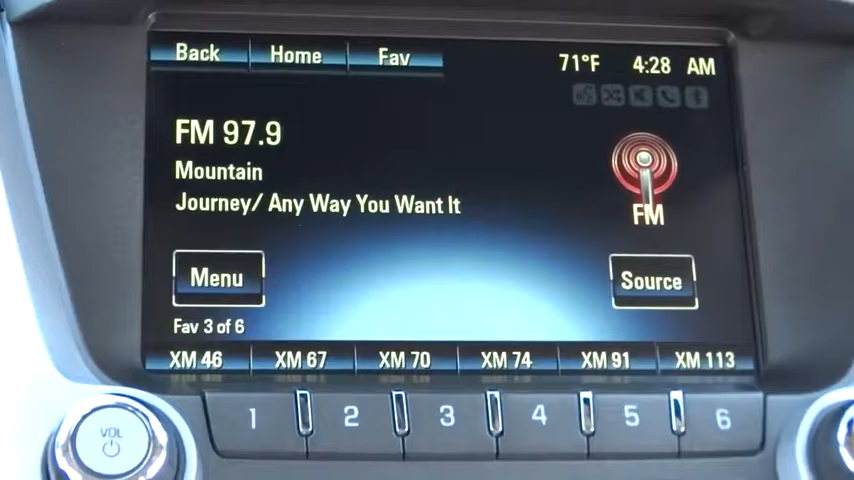 Back Home Fav 71°F 4:28 AM
FM 97.9
Mountain
Journey/ Any Way You Want It
FM
Menu Source
Fav 3 of 6
XM 46 XM 67 XM 70 XM 74 XM 91 XM 113
1 2 3 4 5 6
VOL